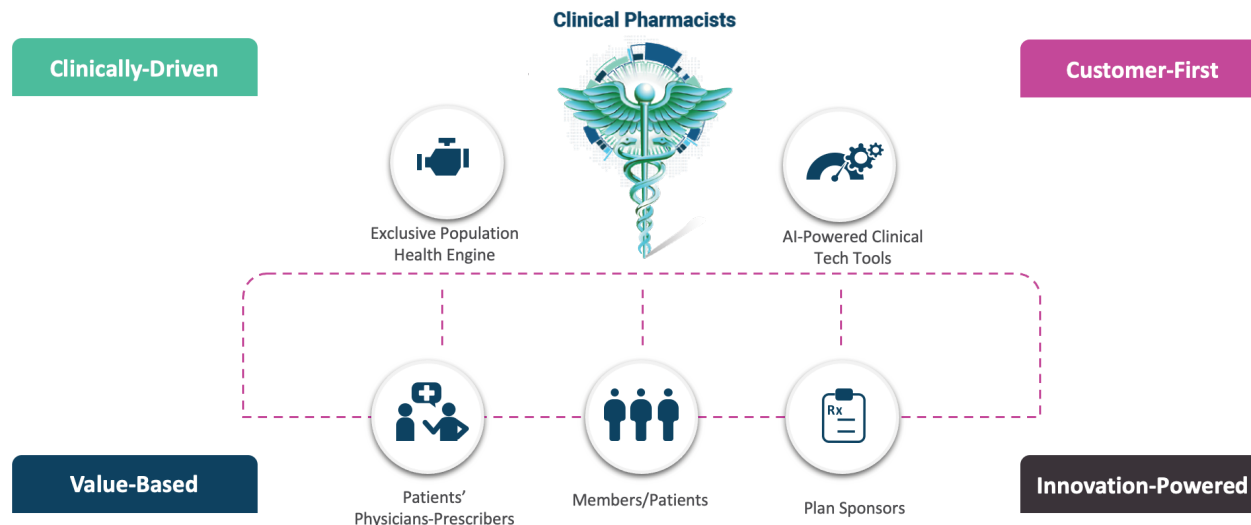 Clinical Pharmacists
Clinically-Driven
Customer-First
Exclusive Population
Health Engine
AI-Powered Clinical
Tech Tools
Rx
Value-Based
Innovation-Powered
Patients’
Physicians-Prescribers
Members/Patients
Plan Sponsors